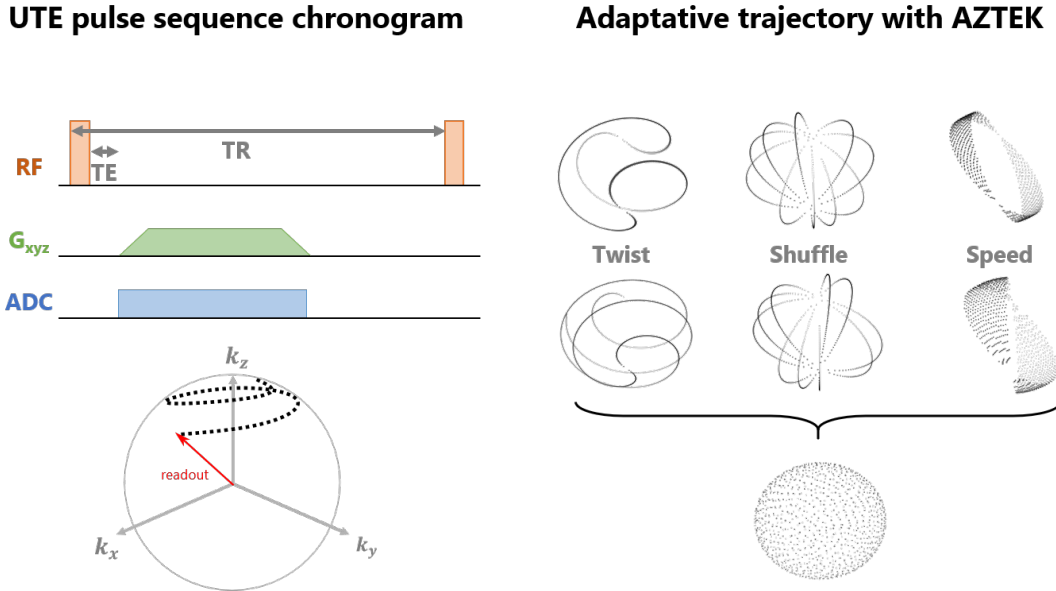 UTE pulse sequence chronogram
Adaptative trajectory with AZTEK
RF
TE
TR
Gxyz
ADC
kz
readout
kx
ky
Twist
Shuffle
Speed